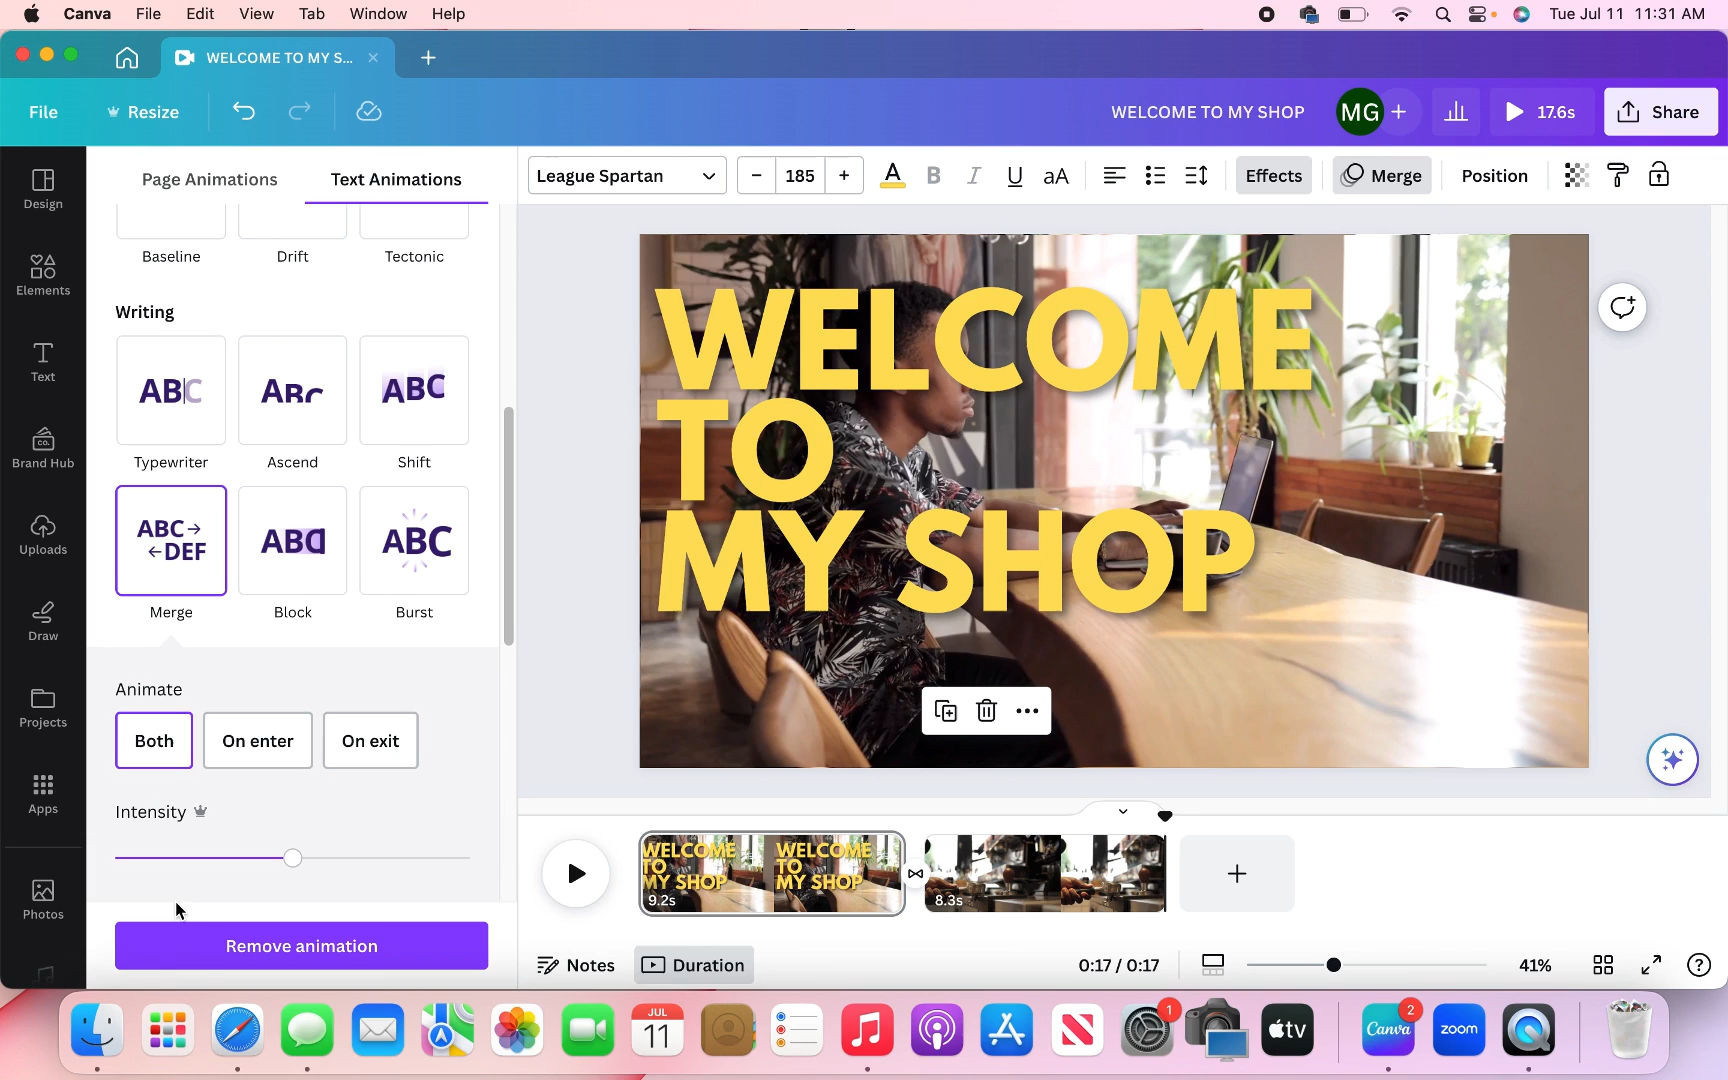 Canva File Edit View Tab Window Help Tue Jul 11 11:31 AM
WELCOME TO MY S...
File Resize WELCOME TO MY SHOP MG 17.6s Share
Page Animations Text Animations League Spartan 185 A B I U aA Effects Merge Position
Design
Elements
Text
Brand Hub
Uploads
Draw
Projects
Apps
Photos
Baseline Drift Tectonic
Writing
ABC ABC ABC
Typewriter Ascend Shift
ABC DEF ABC ABC
Merge Block Burst
Animate
Both On enter On exit
Intensity
Remove animation
WELCOME
TO
MY SHOP
WELCOME WELCOME
TO TO
MY SHOP MY SHOP
9.2s 8.3s
Notes Duration 0:17 / 0:17 41%
JUL
11
1
tv
Canva
2
zoom